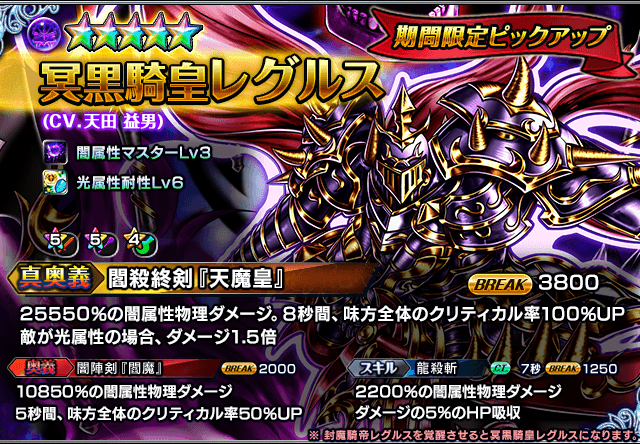 期間限定ピックアップ
冥黒騎皇レグルス
(CV.天田 益男)
闇属性マスターLv3
光属性耐性Lv6
5 5 4
真奥義 閻殺終剣『天魔皇』 BREAK 3800
25550%の闇属性物理ダメージ。8秒間、味方全体のクリティカル率100%UP
敵が光属性の場合、ダメージ1.5倍
奥義 闇陣剣『閻魔』 BREAK 2000
10850%の闇属性物理ダメージ
5秒間、味方全体のクリティカル率50%UP
スキル 龍殺斬 CT 7秒 BREAK 1250
2200%の闇属性物理ダメージ
ダメージの5%のHP吸収
※ 封魔騎帝レグルスを覚醒させると冥黒騎皇レグルスになります。